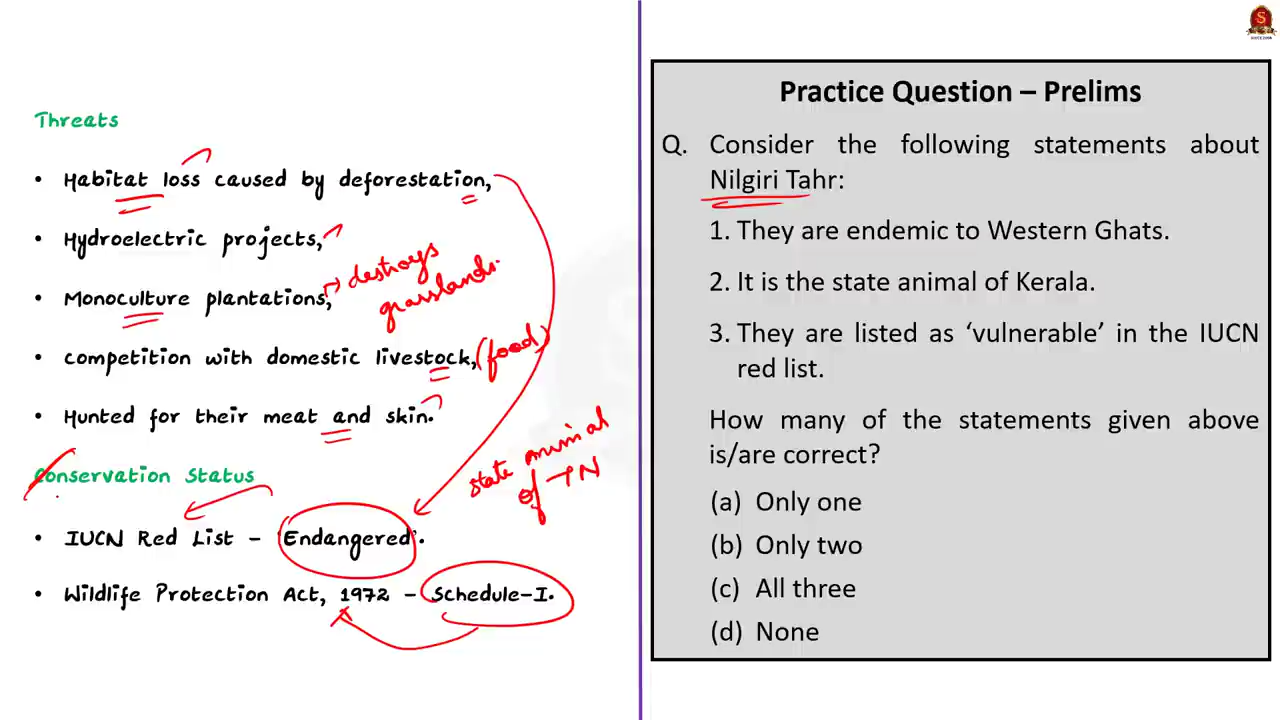 Threats
• Habitat loss caused by deforestation,
• Hydroelectric projects,
destroys
grasslands.
• Monoculture plantations,
• Competition with domestic livestock, (food)
• Hunted for their meat and skin.
state animal
of TN
Conservation Status
• IUCN Red List – 'Endangered'.
• Wildlife Protection Act, 1972 – Schedule-I.
Practice Question – Prelims
Q. Consider the following statements about
Nilgiri Tahr:
1. They are endemic to Western Ghats.
2. It is the state animal of Kerala.
3. They are listed as ‘vulnerable’ in the IUCN
red list.
How many of the statements given above
is/are correct?
(a) Only one
(b) Only two
(c) All three
(d) None